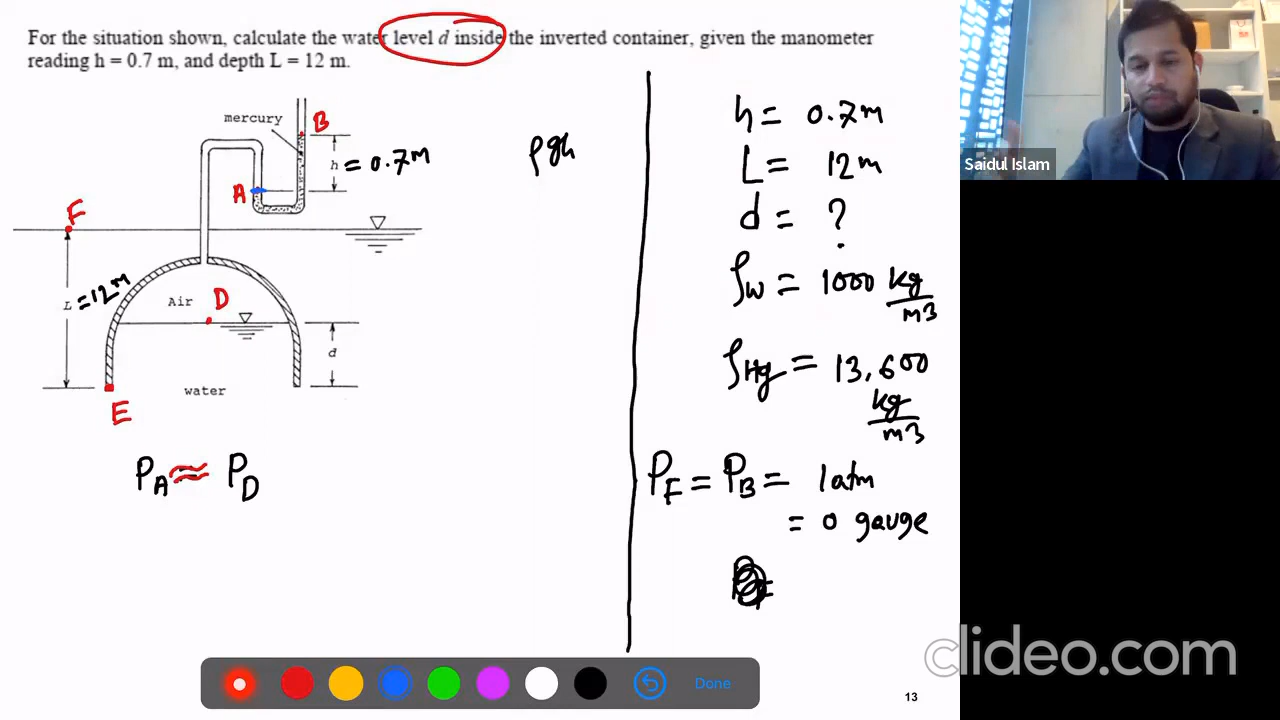 For the situation shown, calculate the water level d inside the inverted container, given the manometer
reading h = 0.7 m, and depth L = 12 m.
mercury
B
h = 0.7m
A
F
L = 12m
Air
D
d
water
E
ρgh
P_A ≈ P_D
h = 0.7m
L = 12m
d = ?
ρ_w = 1000 kg/m3
ρ_Hg = 13,600
kg/m3
P_F = P_B = 1 atm
= 0 gauge
Saidul Islam
clideo.com
Done
13